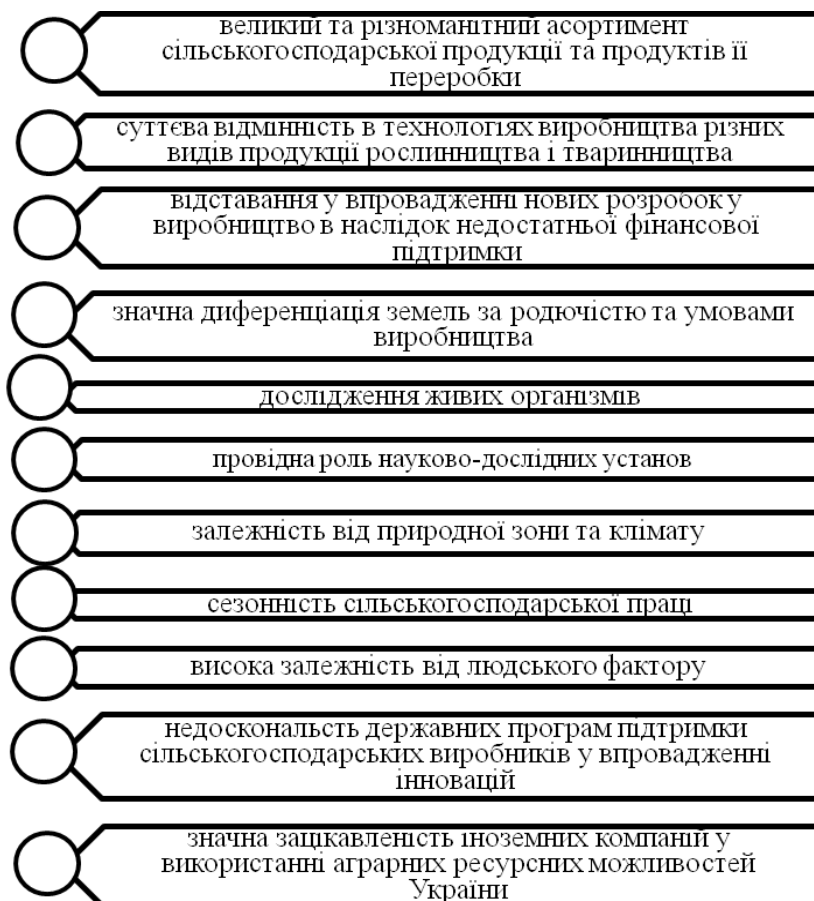 великий та різноманітний асортимент
сільськогосподарської продукції та продуктів її
переробки
суттєва відмінність в технологіях виробництва різних
видів продукції рослинництва і тваринництва
відставання у впровадженні нових розробок у
виробництво в наслідок недостатньої фінансової
підтримки
значна диференціація земель за родючістю та умовами
виробництва
дослідження живих організмів
провідна роль науково-дослідних установ
залежність від природної зони та клімату
сезонність сільськогосподарської праці
висока залежність від людського фактору
недоскональсть державних програм підтримки
сільськогосподарських виробників у впровадженні
інновацій
значна зацікавленість іноземних компаній у
використанні аграрних ресурсних можливостей
України